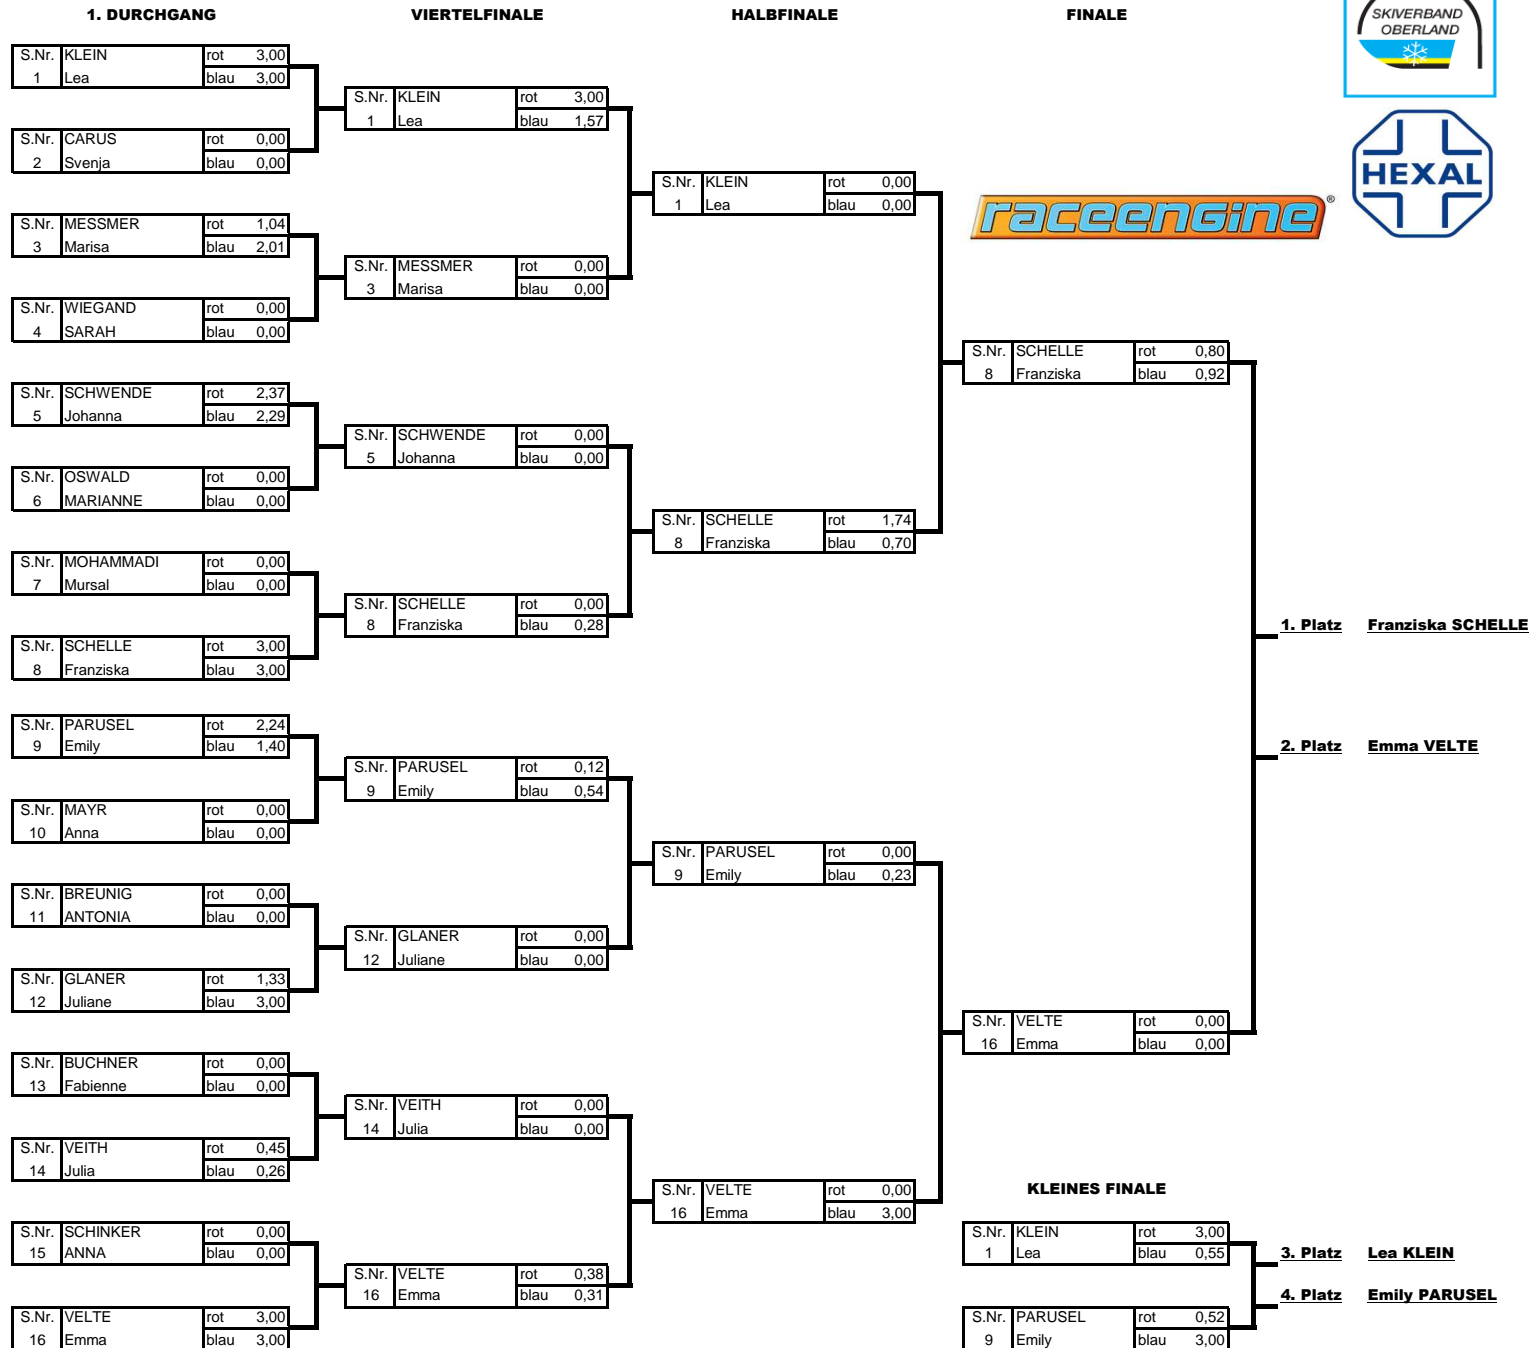 1. DURCHGANG VIERTELFINALE HALBFINALE FINALE
SKIVERBAND
OBERLAND
HEXAL
raceengine®
S.Nr. KLEIN rot 3,00
1 Lea blau 3,00
S.Nr. CARUS rot 0,00
2 Svenja blau 0,00
S.Nr. MESSMER rot 1,04
3 Marisa blau 2,01
S.Nr. WIEGAND rot 0,00
4 SARAH blau 0,00
S.Nr. SCHWENDE rot 2,37
5 Johanna blau 2,29
S.Nr. OSWALD rot 0,00
6 MARIANNE blau 0,00
S.Nr. MOHAMMADI rot 0,00
7 Mursal blau 0,00
S.Nr. SCHELLE rot 3,00
8 Franziska blau 3,00
S.Nr. PARUSEL rot 2,24
9 Emily blau 1,40
S.Nr. MAYR rot 0,00
10 Anna blau 0,00
S.Nr. BREUNIG rot 0,00
11 ANTONIA blau 0,00
S.Nr. GLANER rot 1,33
12 Juliane blau 3,00
S.Nr. BUCHNER rot 0,00
13 Fabienne blau 0,00
S.Nr. VEITH rot 0,45
14 Julia blau 0,26
S.Nr. SCHINKER rot 0,00
15 ANNA blau 0,00
S.Nr. VELTE rot 3,00
16 Emma blau 3,00
S.Nr. KLEIN rot 3,00
1 Lea blau 1,57
S.Nr. MESSMER rot 0,00
3 Marisa blau 0,00
S.Nr. SCHWENDE rot 0,00
5 Johanna blau 0,00
S.Nr. SCHELLE rot 0,00
8 Franziska blau 0,28
S.Nr. PARUSEL rot 0,12
9 Emily blau 0,54
S.Nr. GLANER rot 0,00
12 Juliane blau 0,00
S.Nr. VEITH rot 0,00
14 Julia blau 0,00
S.Nr. VELTE rot 0,38
16 Emma blau 0,31
S.Nr. KLEIN rot 0,00
1 Lea blau 0,00
S.Nr. SCHELLE rot 1,74
8 Franziska blau 0,70
S.Nr. PARUSEL rot 0,00
9 Emily blau 0,23
S.Nr. VELTE rot 0,00
16 Emma blau 3,00
S.Nr. SCHELLE rot 0,80
8 Franziska blau 0,92
S.Nr. VELTE rot 0,00
16 Emma blau 0,00
1. Platz Franziska SCHELLE
2. Platz Emma VELTE
KLEINES FINALE
S.Nr. KLEIN rot 3,00
1 Lea blau 0,55
S.Nr. PARUSEL rot 0,52
9 Emily blau 3,00
3. Platz Lea KLEIN
4. Platz Emily PARUSEL